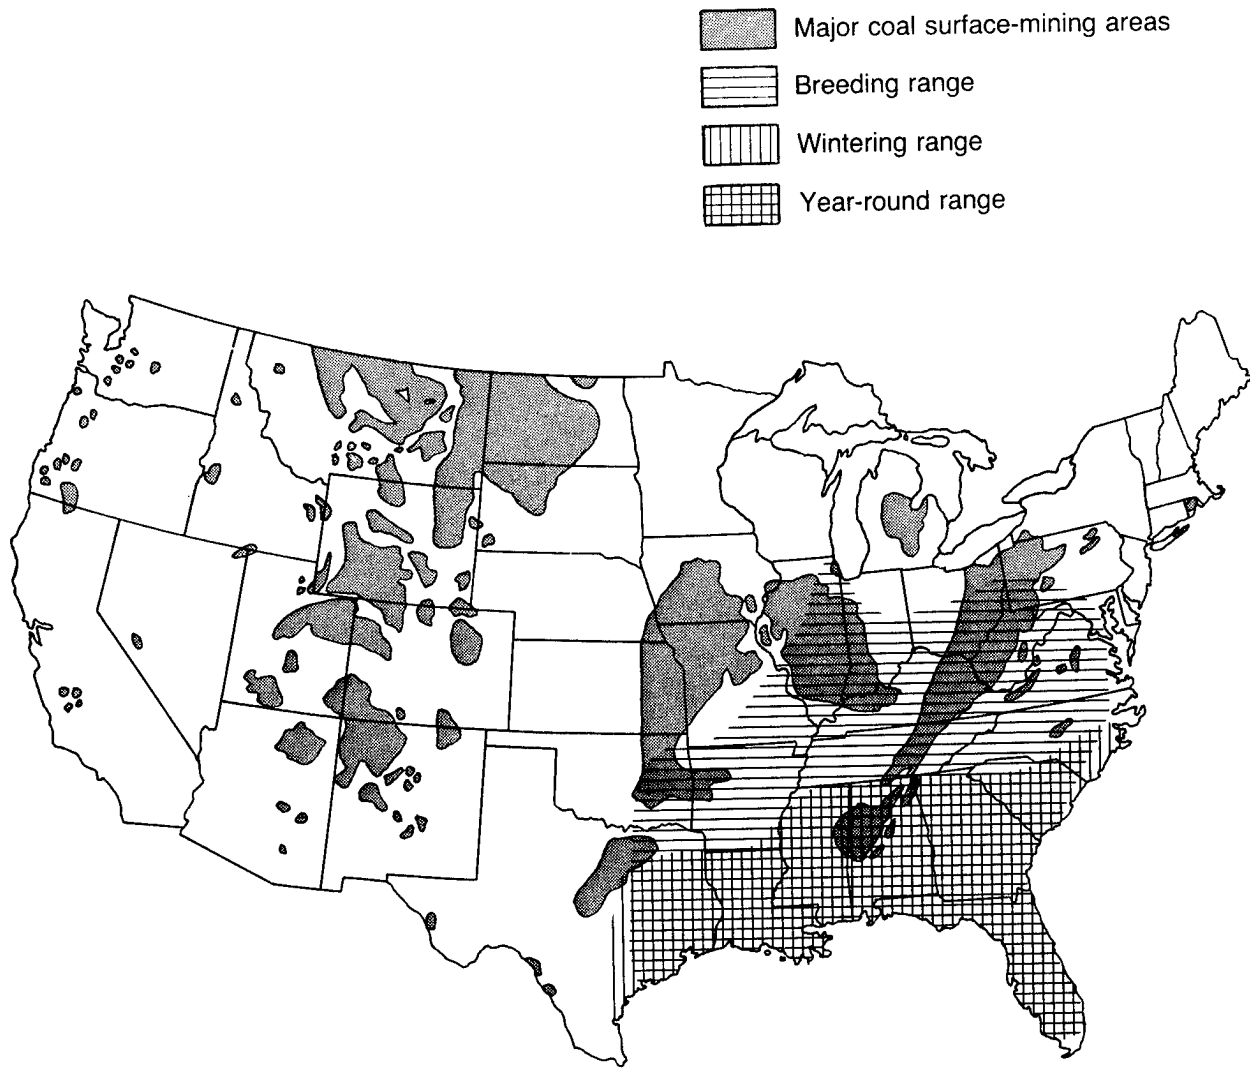 Major coal surface-mining areas
Breeding range
Wintering range
Year-round range